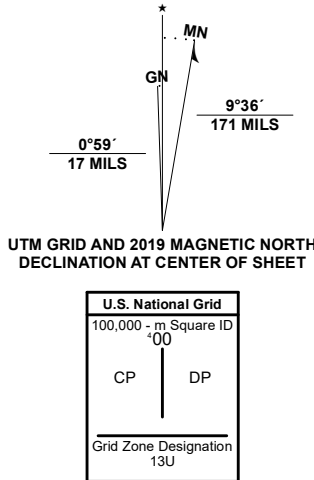 ★
MN
GN
9°36´
171 MILS
0°59´
17 MILS
UTM GRID AND 2019 MAGNETIC NORTH
DECLINATION AT CENTER OF SHEET
U.S. National Grid
100,000 - m Square ID
⁴00
CP DP
Grid Zone Designation
13U